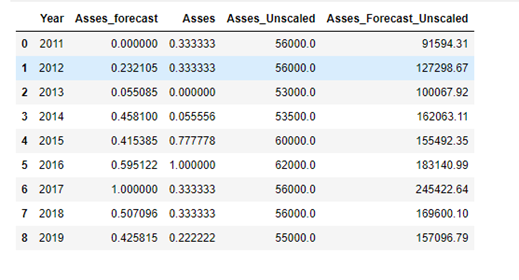 Year Asses_forecast Asses Asses_Unscaled Asses_Forecast_Unscaled
0 2011 0.000000 0.333333 56000.0 91594.31
1 2012 0.232105 0.333333 56000.0 127298.67
2 2013 0.055085 0.000000 53000.0 100067.92
3 2014 0.458100 0.055556 53500.0 162063.11
4 2015 0.415385 0.777778 60000.0 155492.35
5 2016 0.595122 1.000000 62000.0 183140.99
6 2017 1.000000 0.333333 56000.0 245422.64
7 2018 0.507096 0.333333 56000.0 169600.10
8 2019 0.425815 0.222222 55000.0 157096.79